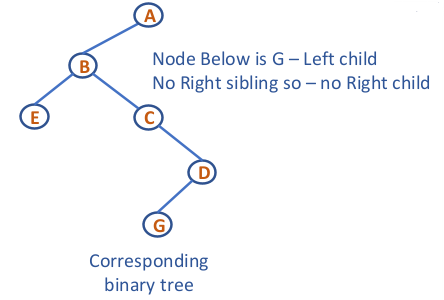 A
B
Node Below is G – Left child
No Right sibling so – no Right child
E
C
D
G
Corresponding
binary tree